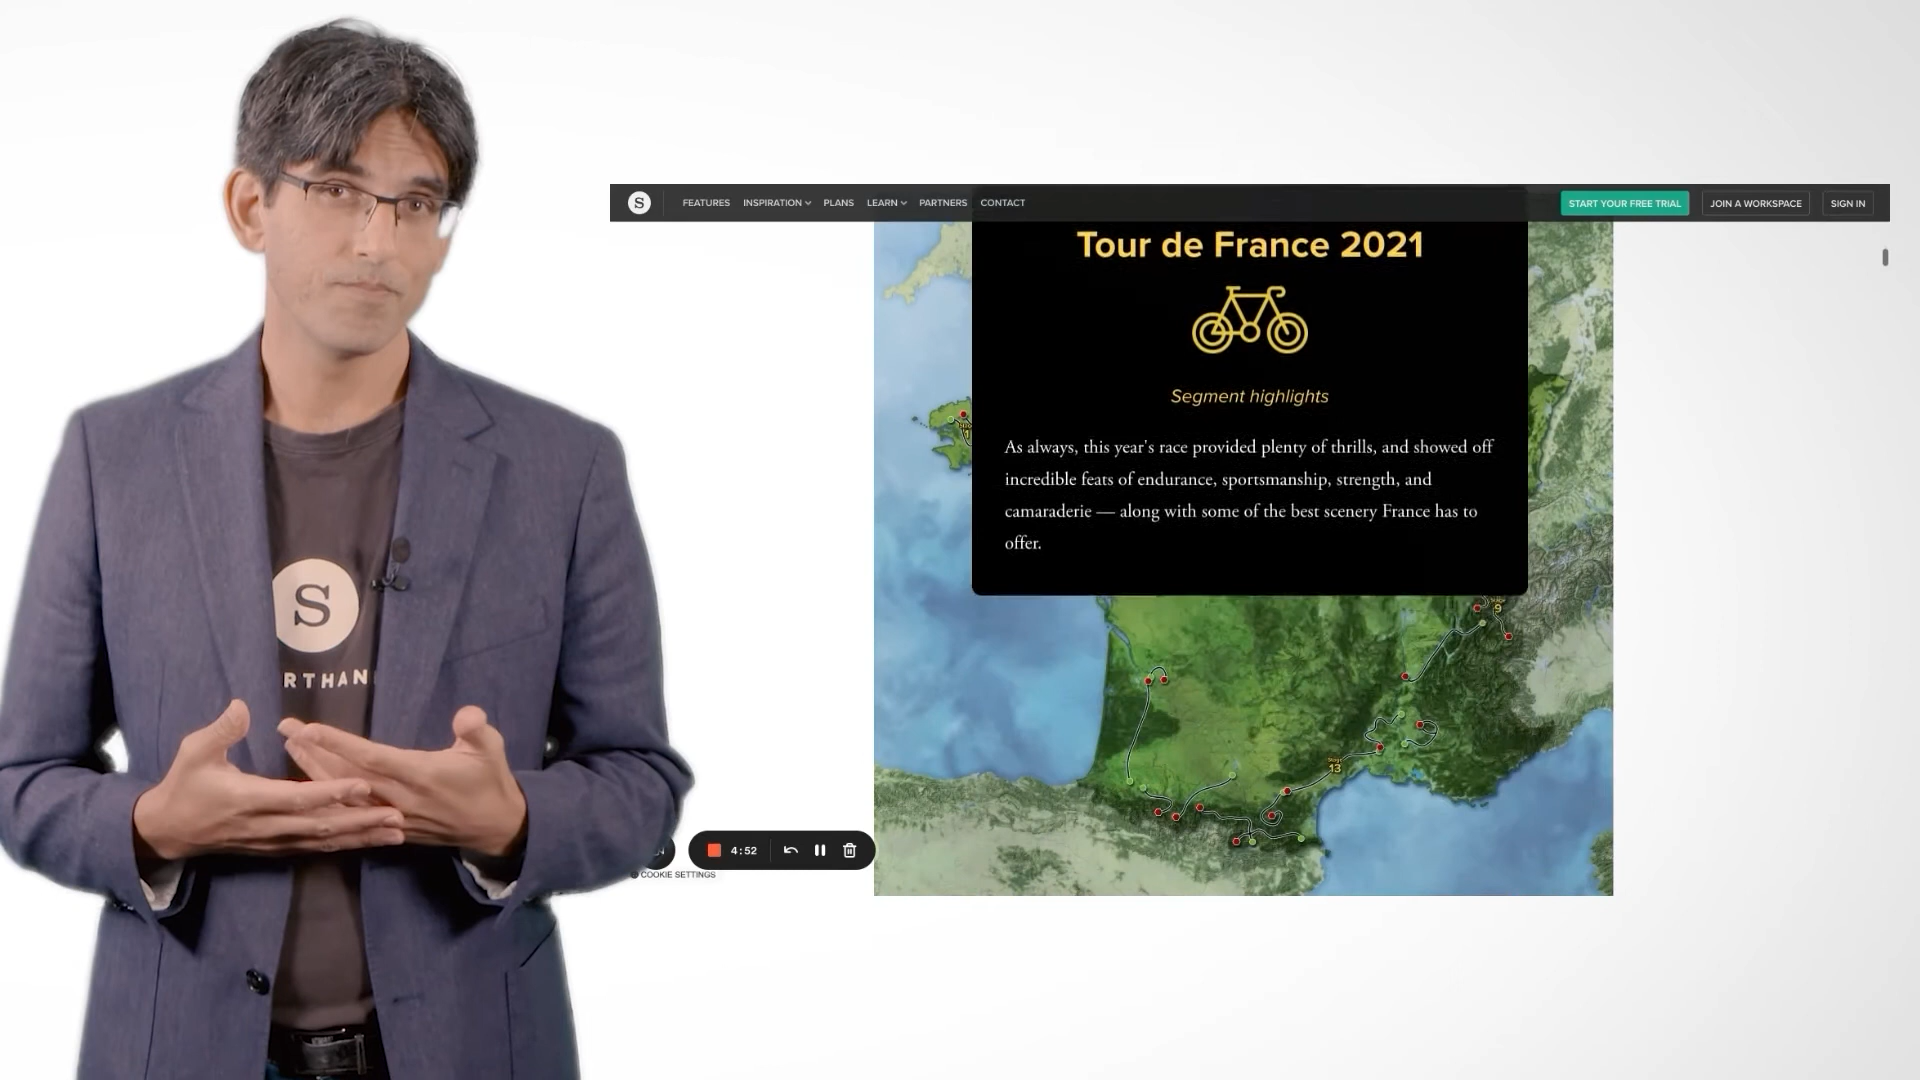 S
FEATURES
INSPIRATION
PLANS
LEARN
PARTNERS
CONTACT
START YOUR FREE TRIAL
JOIN A WORKSPACE
SIGN IN
Tour de France 2021
Segment highlights
As always, this year's race provided plenty of thrills, and showed off
incredible feats of endurance, sportsmanship, strength, and
camaraderie — along with some of the best scenery France has to
offer.
Stage
9
Stage
13
S
RTHAN
4:52
COOKIE SETTINGS